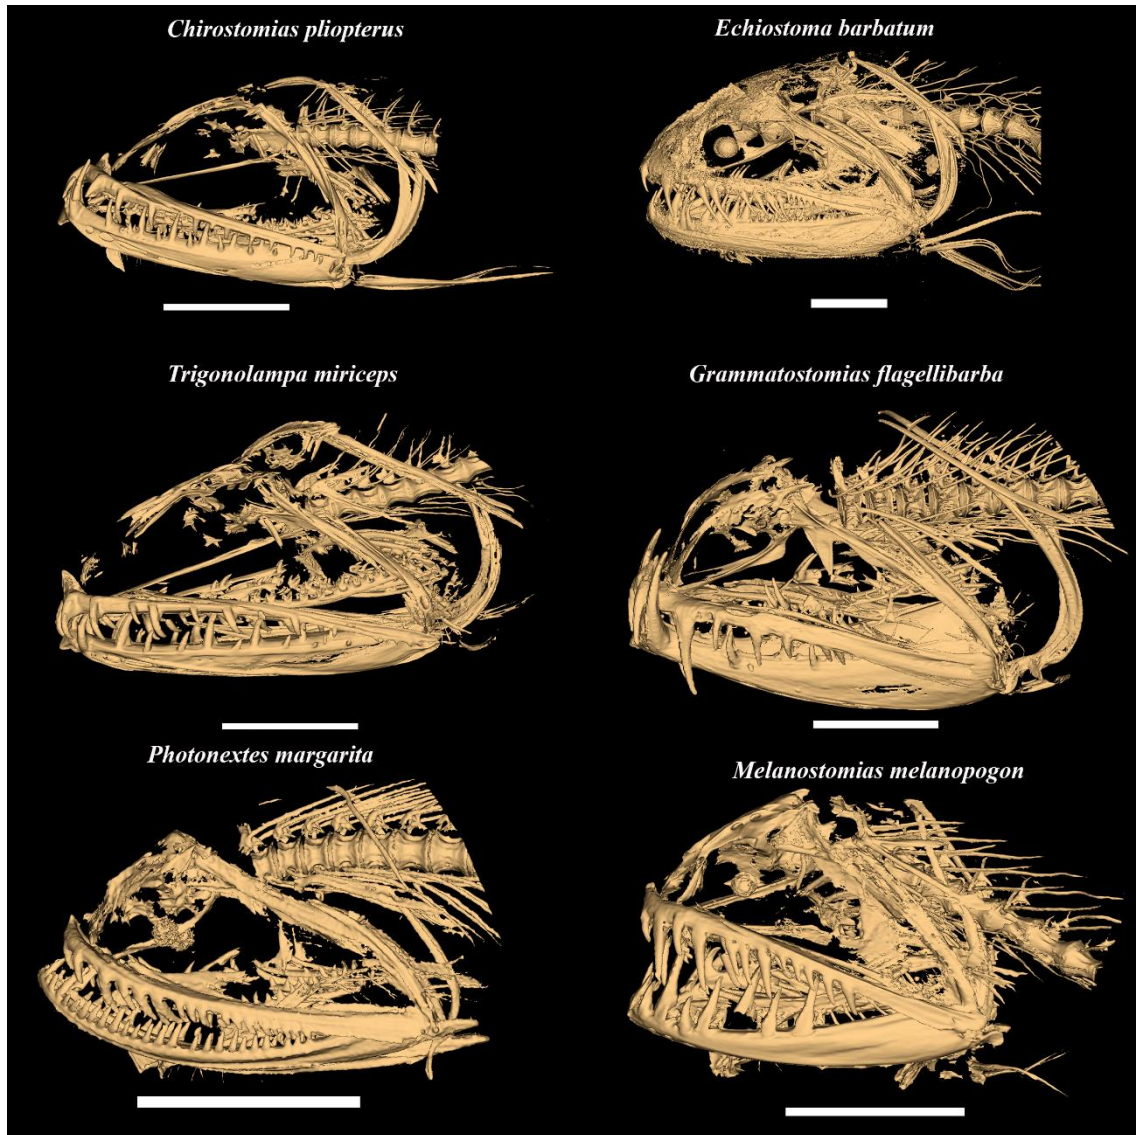 Chirostomias pliopterus
Echiostoma barbatum
Trigonolampa miriceps
Grammatostomias flagellibarba
Photonextes margarita
Melanostomias melanopogon